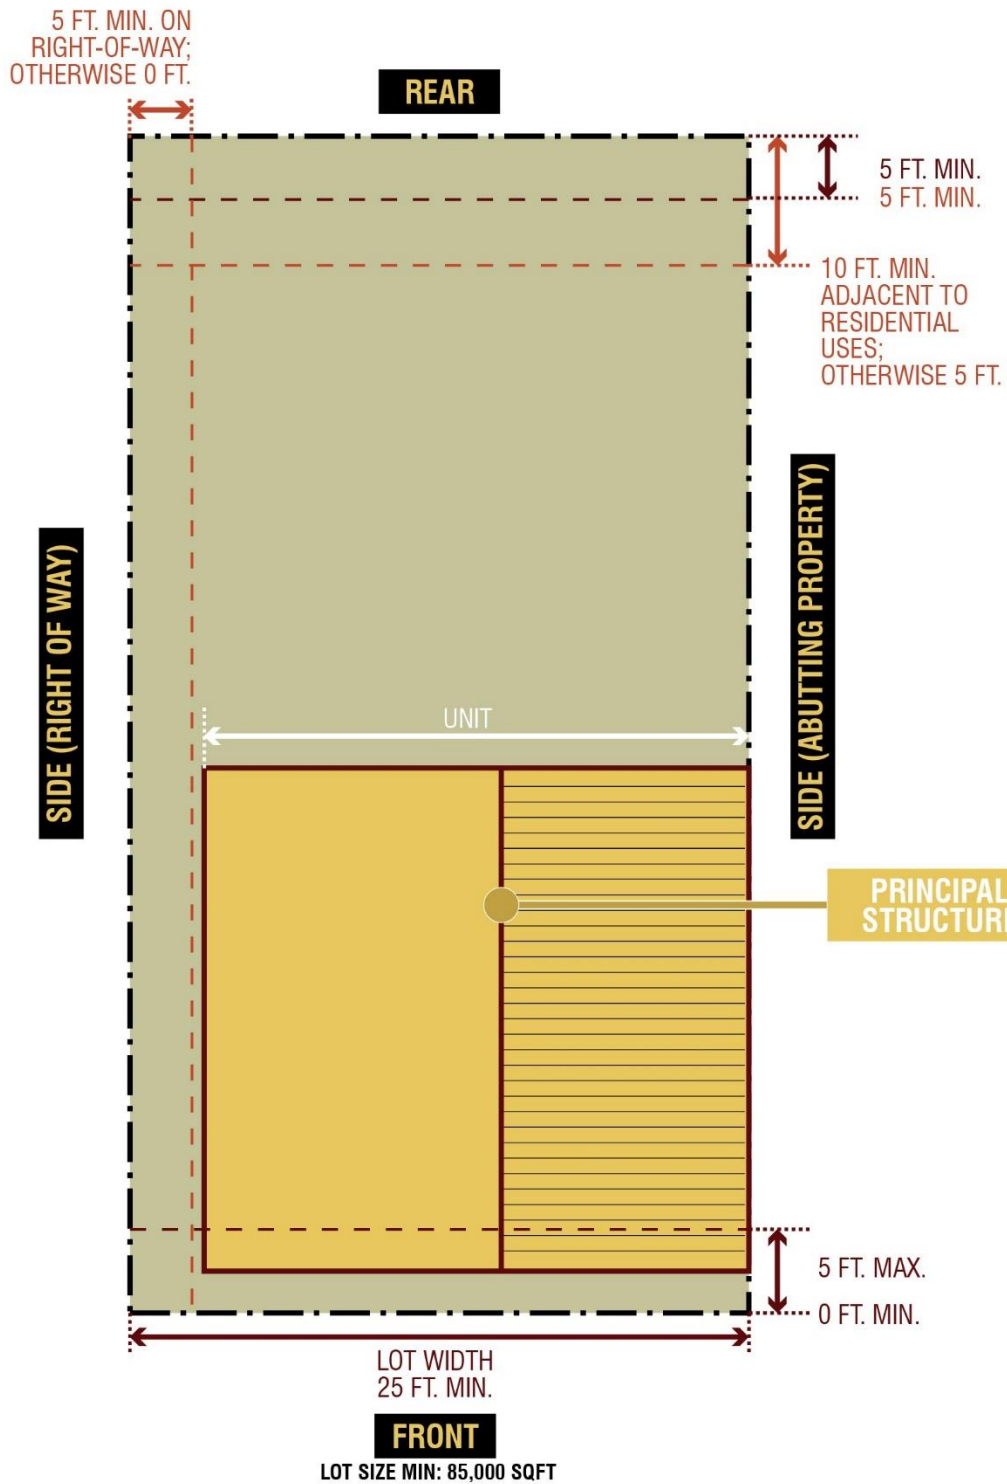 5 FT. MIN. ON
RIGHT-OF-WAY;
OTHERWISE 0 FT.
REAR
5 FT. MIN.
5 FT. MIN.
10 FT. MIN.
ADJACENT TO
RESIDENTIAL
USES;
OTHERWISE 5 FT.
SIDE (RIGHT OF WAY)
SIDE (ABUTTING PROPERTY)
UNIT
PRINCIPAL
STRUCTURE
5 FT. MAX.
0 FT. MIN.
LOT WIDTH
25 FT. MIN.
FRONT
LOT SIZE MIN: 85,000 SQFT